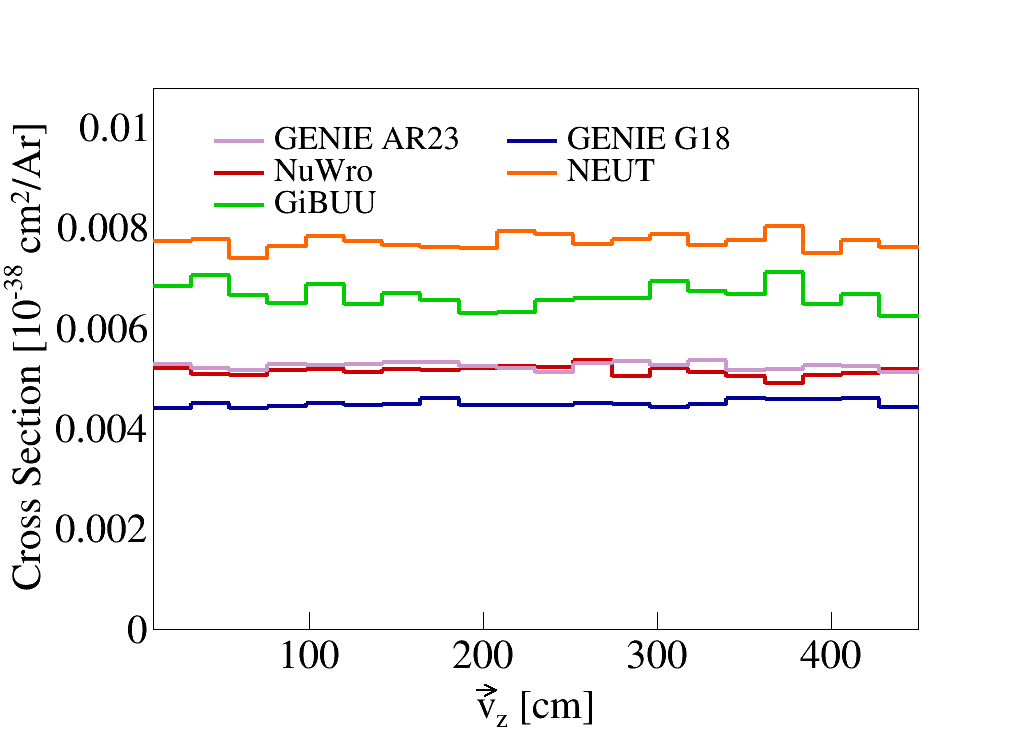 GENIE AR23
GENIE G18
NuWro
NEUT
GiBUU
Cross Section [10⁻³⁸ cm²/Ar]
0.01
0.008
0.006
0.004
0.002
0
100
200
300
400
v⃗_z [cm]